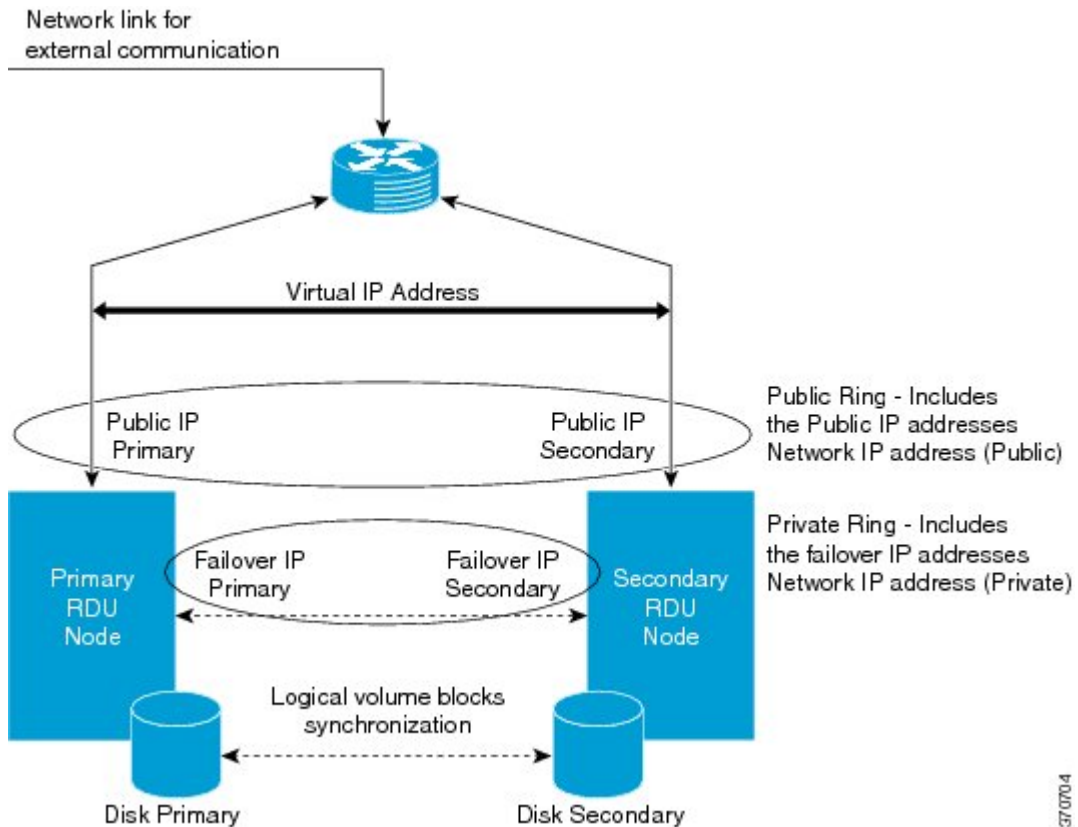 Network link for
external communication
Virtual IP Address
Public IP
Primary
Public IP
Secondary
Public Ring - Includes
the Public IP addresses
Network IP address (Public)
Primary
RDU
Node
Failover IP
Primary
Failover IP
Secondary
Secondary
RDU
Node
Private Ring - Includes
the failover IP addresses
Network IP address (Private)
Logical volume blocks
synchronization
Disk Primary
Disk Secondary
370704